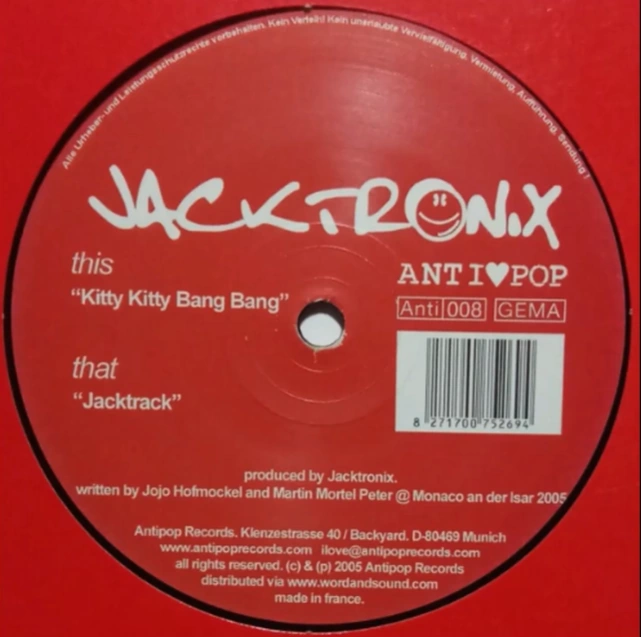 Alle Urheber- und Leistungsschutzrechte vorbehalten. Kein Verleih! Kein unerlaubte Vervielfältigung, Vermietung, Aufführung, Sendung!
JACKTRONiX
this
"Kitty Kitty Bang Bang"
ANTI♥POP
Anti 008 GEMA
that
"Jacktrack"
8 271700 752694
produced by Jacktronix.
written by Jojo Hofmockel and Martin Mortel Peter @ Monaco an der Isar 2005
Antipop Records. Klenzestrasse 40 / Backyard. D-80469 Munich
www.antipoprecords.com ilove@antipoprecords.com
all rights reserved. (c) & (p) 2005 Antipop Records
distributed via www.wordandsound.com
made in france.